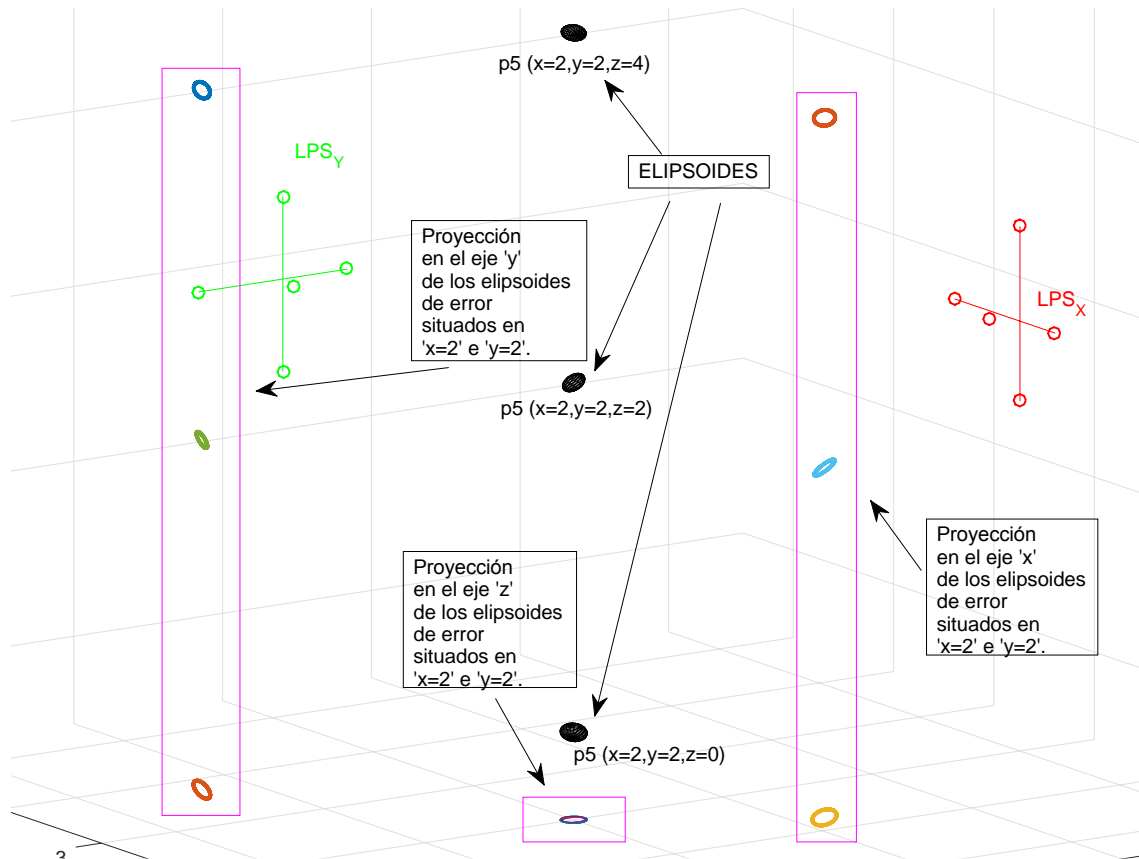 p5 (x=2,y=2,z=4)
LPS_Y
ELIPSOIDES
Proyección
en el eje 'y'
de los elipsoides
de error
situados en
'x=2' e 'y=2'.
LPS_X
p5 (x=2,y=2,z=2)
Proyección
en el eje 'x'
de los elipsoides
de error
situados en
'x=2' e 'y=2'.
Proyección
en el eje 'z'
de los elipsoides
de error
situados en
'x=2' e 'y=2'.
p5 (x=2,y=2,z=0)
3